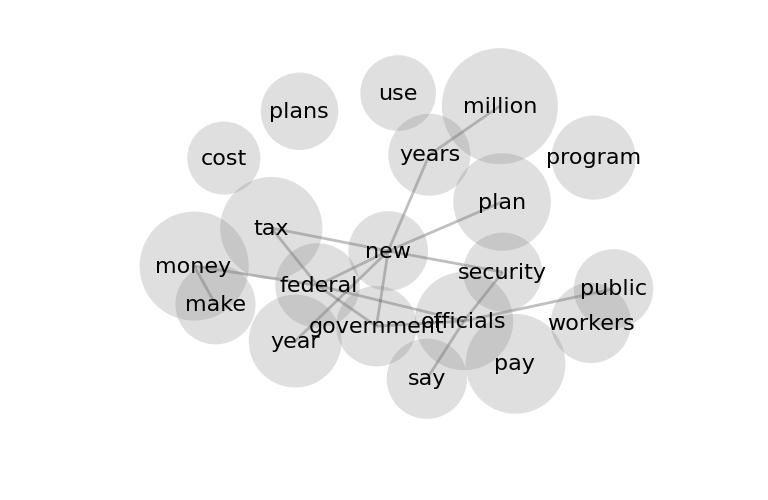 use
million
plans
years
program
cost
plan
tax
new
money
security
federal
public
make
government
officials
workers
year
pay
say